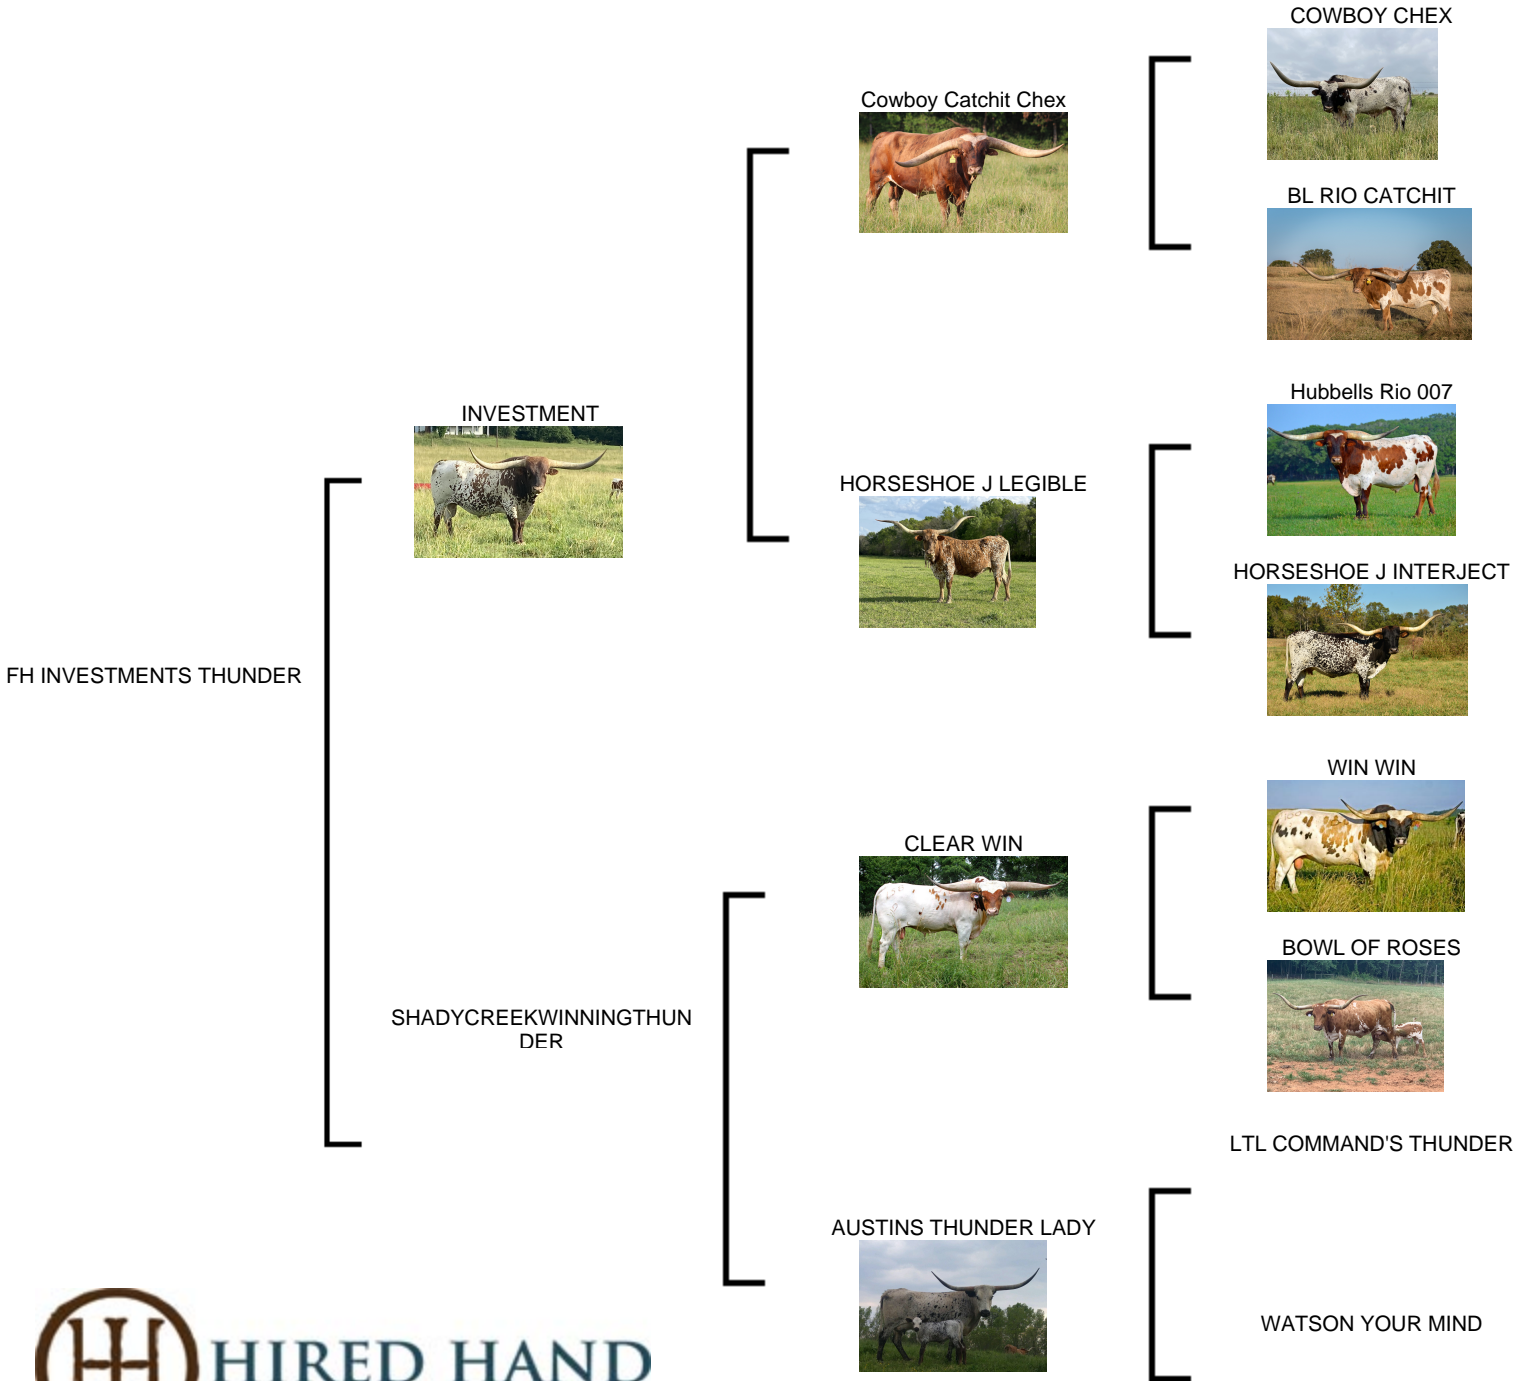 COWBOY CHEX
Cowboy Catchit Chex
BL RIO CATCHIT
Hubbells Rio 007
INVESTMENT
HORSESHOE J LEGIBLE
HORSESHOE J INTERJECT
FH INVESTMENTS THUNDER
WIN WIN
CLEAR WIN
BOWL OF ROSES
SHADYCREEKWINNINGTHUN
DER
LTL COMMAND'S THUNDER
AUSTINS THUNDER LADY
WATSON YOUR MIND
HIRED HAND